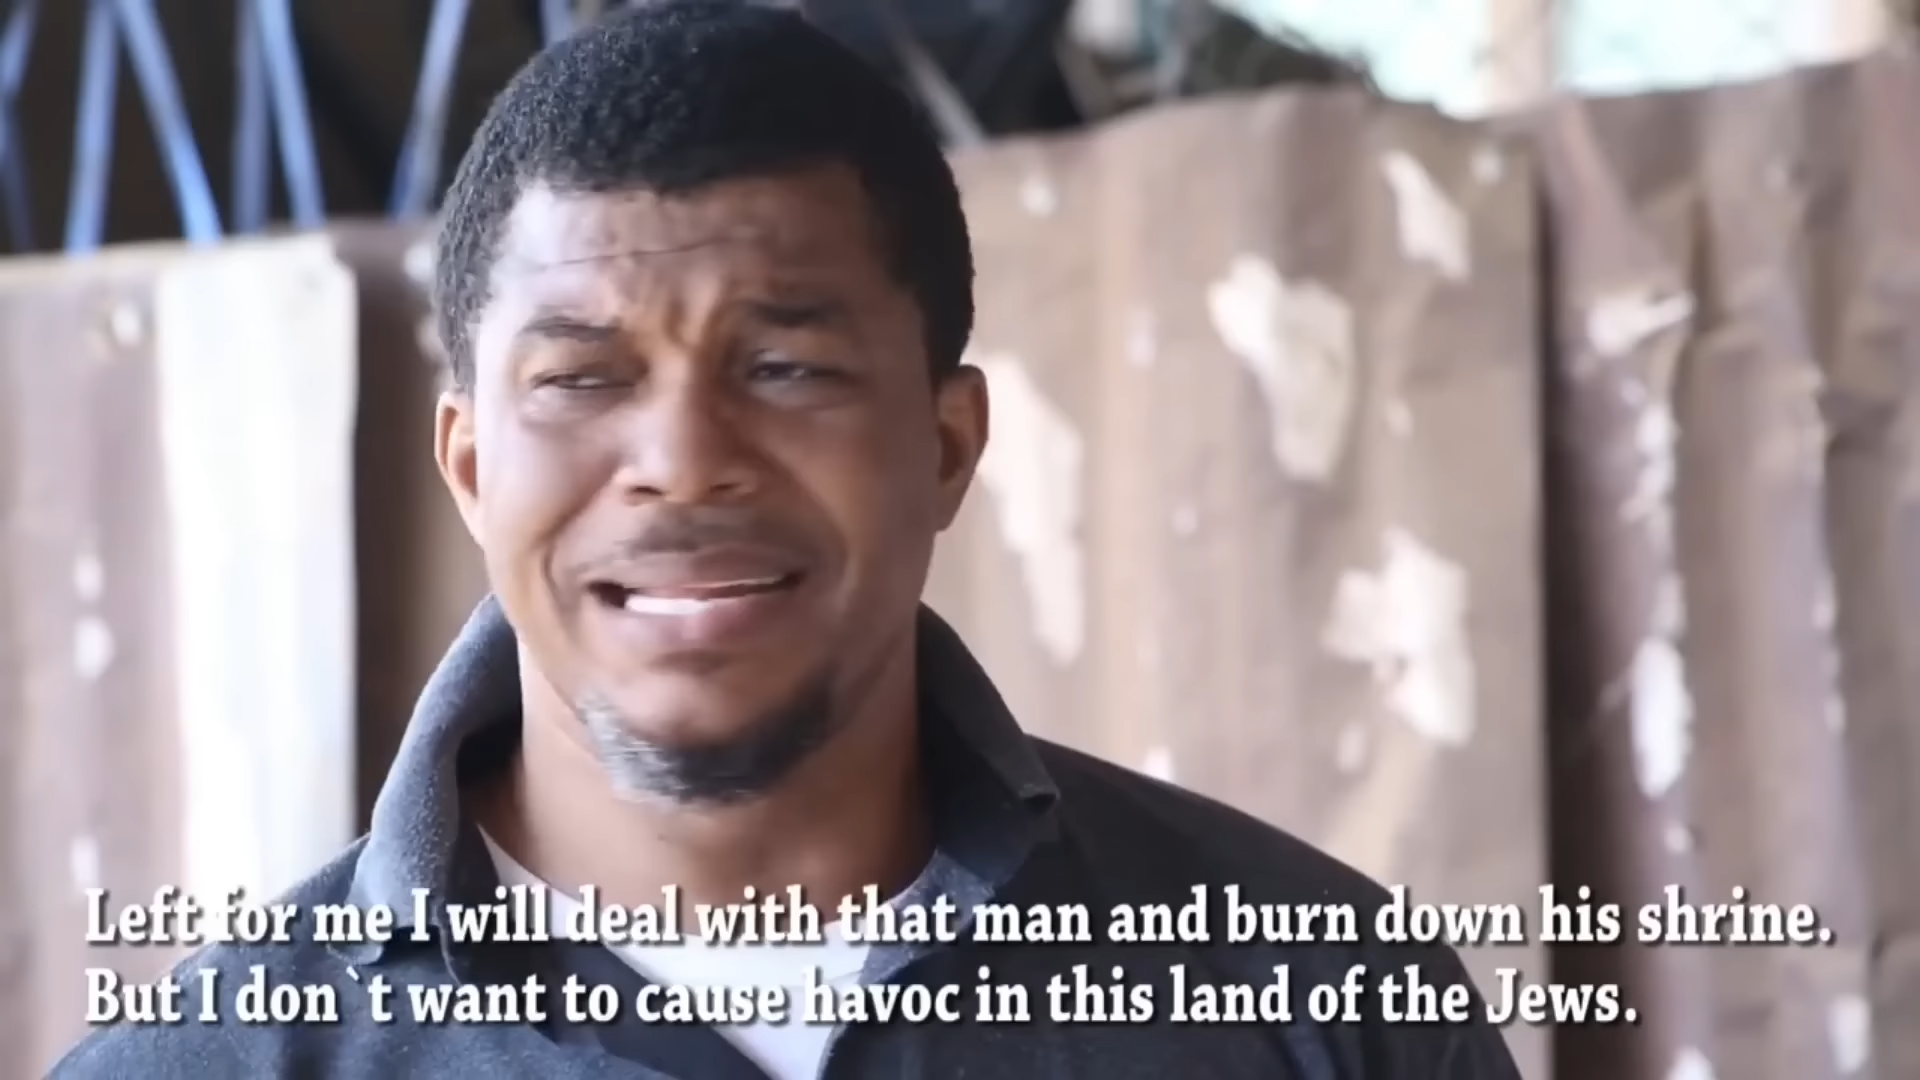 Left for me I will deal with that man and burn down his shrine.
But I don`t want to cause havoc in this land of the Jews.